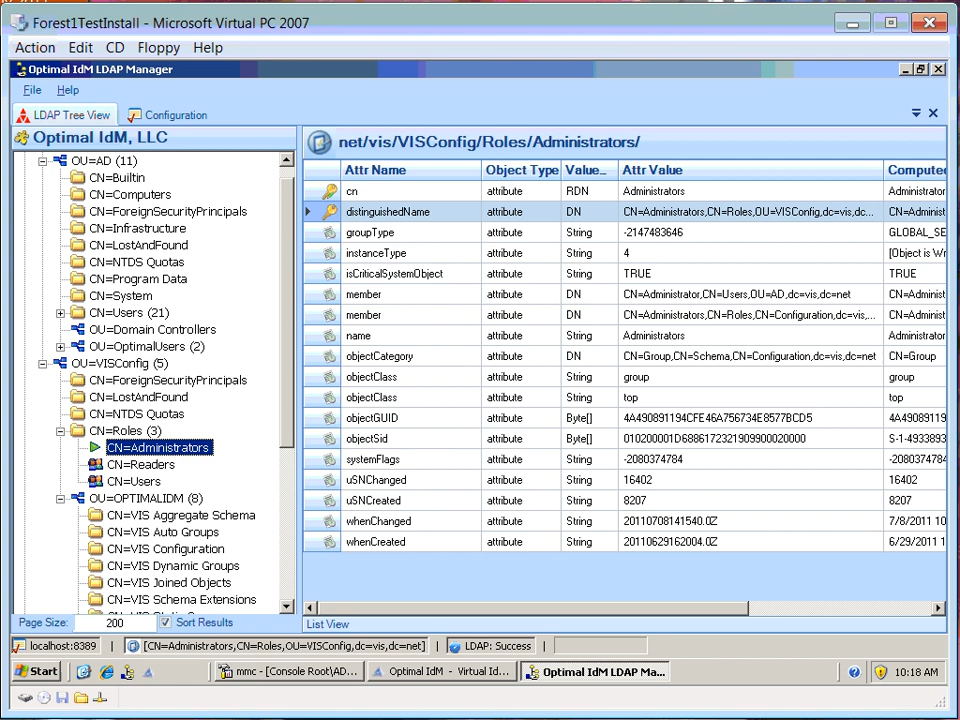 Forest1TestInstall - Microsoft Virtual PC 2007
Action Edit CD Floppy Help
Optimal IdM LDAP Manager
File Help
LDAP Tree View Configuration
Optimal IdM, LLC
OU=AD (11)
CN=Builtin
CN=Computers
CN=ForeignSecurityPrincipals
CN=Infrastructure
CN=LostAndFound
CN=NTDS Quotas
CN=Program Data
CN=System
CN=Users (21)
OU=Domain Controllers
OU=OptimalUsers (2)
OU=VISConfig (5)
CN=ForeignSecurityPrincipals
CN=LostAndFound
CN=NTDS Quotas
CN=Roles (3)
CN=Administrators
CN=Readers
CN=Users
OU=OPTIMALIDM (8)
CN=VIS Aggregate Schema
CN=VIS Auto Groups
CN=VIS Configuration
CN=VIS Dynamic Groups
CN=VIS Joined Objects
CN=VIS Schema Extensions
Page Size: 200 Sort Results
net/vis/VISConfig/Roles/Administrators/
Attr Name Object Type Value... Attr Value Computed
cn attribute RDN Administrators Administrator
distinguishedName attribute DN CN=Administrators,CN=Roles,OU=VISConfig,dc=vis,dc... CN=Administ
groupType attribute String -2147483646 GLOBAL_SE
instanceType attribute String 4 [Object is Wr
isCriticalSystemObject attribute String TRUE TRUE
member attribute DN CN=Administrator,CN=Users,OU=AD,dc=vis,dc=net CN=Administ
member attribute DN CN=Administrators,CN=Roles,CN=Configuration,dc=vis,... CN=Administ
name attribute String Administrators Administrator
objectCategory attribute DN CN=Group,CN=Schema,CN=Configuration,dc=vis,dc=net CN=Group
objectClass attribute String group group
objectClass attribute String top top
objectGUID attribute Byte[] 4A490891194CFE46A756734E8577BCD5 4A4908919
objectSid attribute Byte[] 010200001D6886172321909900020000 S-1-4933893
systemFlags attribute String -2080374784 -2080374784
uSNChanged attribute String 16402 16402
uSNCreated attribute String 8207 8207
whenChanged attribute String 20110708141540.0Z 7/8/2011 10
whenCreated attribute String 20110629162004.0Z 6/29/2011 1
List View
localhost:8389 | [CN=Administrators,CN=Roles,OU=VISConfig,dc=vis,dc=net] | LDAP: Success |
Start mmc - [Console Root\AD... Optimal IdM - Virtual Id... Optimal IdM LDAP Ma... 10:18 AM